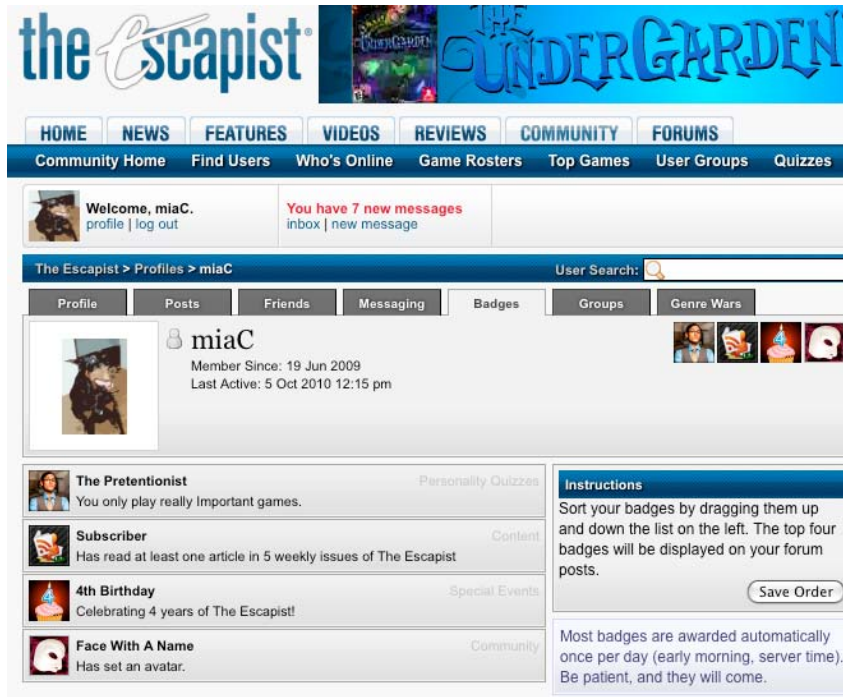 the Escapist
THE UNDERGARDEN
HOME NEWS FEATURES VIDEOS REVIEWS COMMUNITY FORUMS
Community Home Find Users Who's Online Game Rosters Top Games User Groups Quizzes
Welcome, miaC.
profile | log out
You have 7 new messages
inbox | new message
The Escapist > Profiles > miaC
User Search:
Profile Posts Friends Messaging Badges Groups Genre Wars
miaC
Member Since: 19 Jun 2009
Last Active: 5 Oct 2010 12:15 pm
The Pretentionist Personality Quizzes
You only play really Important games.
Subscriber Content
Has read at least one article in 5 weekly issues of The Escapist
4th Birthday Special Events
Celebrating 4 years of The Escapist!
Face With A Name Community
Has set an avatar.
Instructions
Sort your badges by dragging them up
and down the list on the left. The top four
badges will be displayed on your forum
posts.
Save Order
Most badges are awarded automatically
once per day (early morning, server time).
Be patient, and they will come.